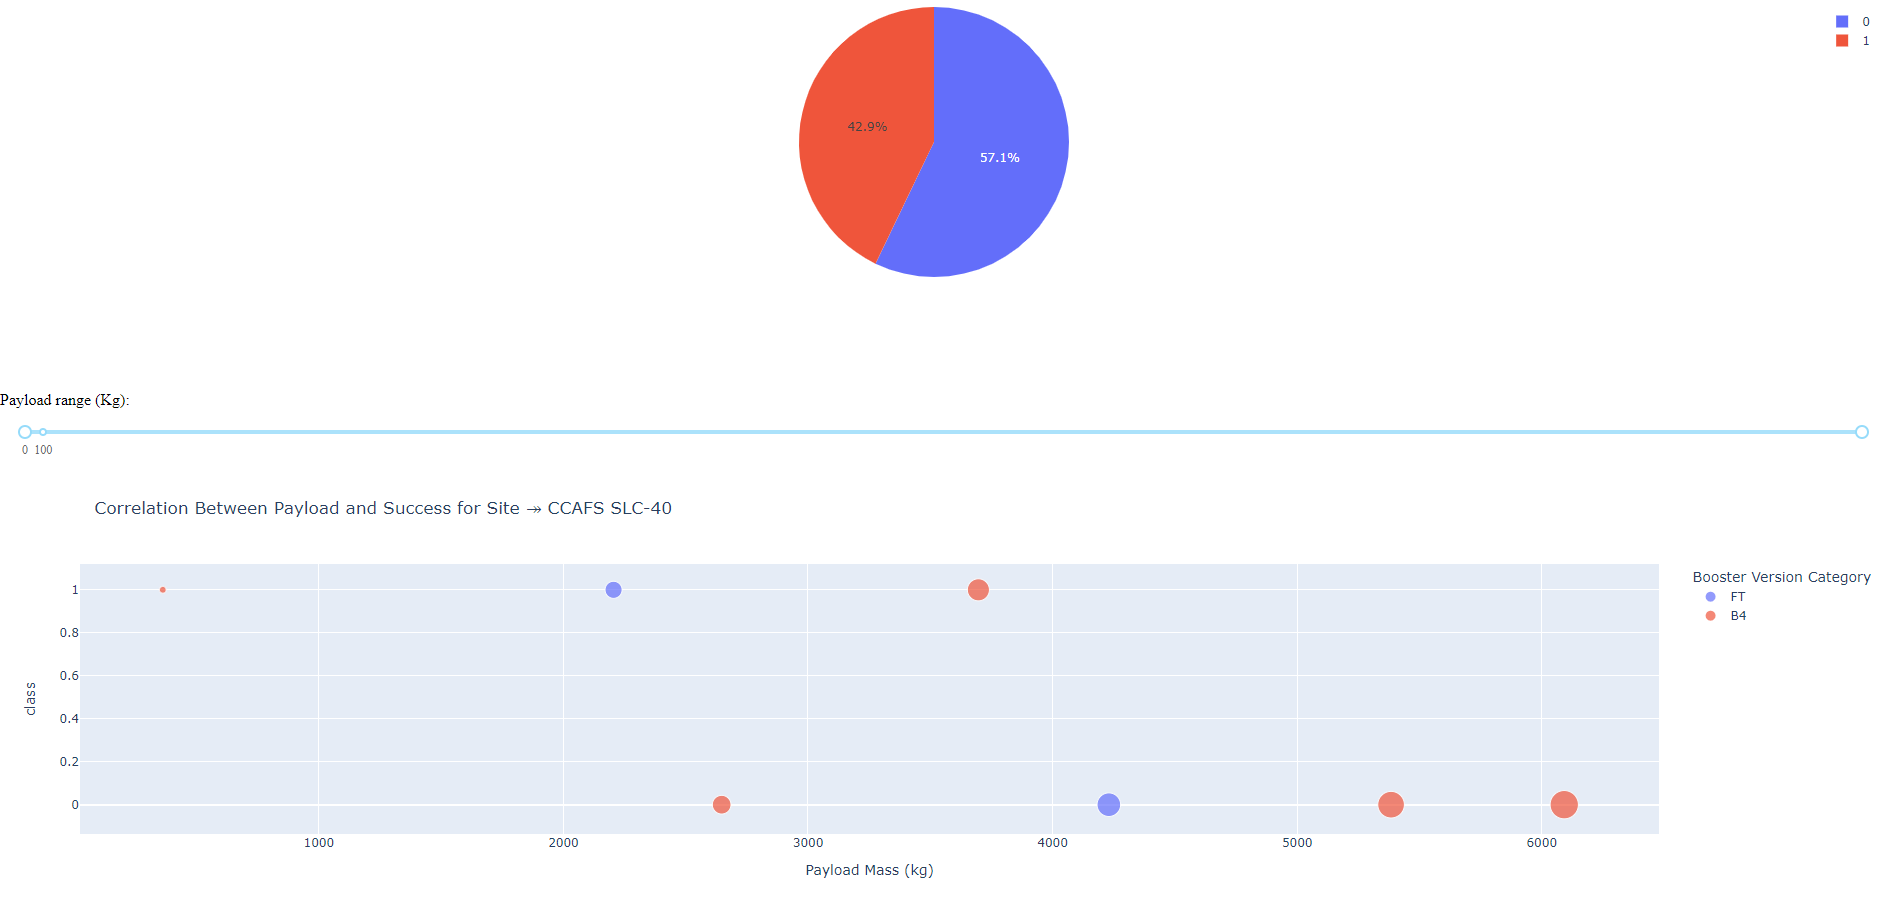 0
1
42.9%
57.1%
Payload range (Kg):
0 100
Correlation Between Payload and Success for Site ↠ CCAFS SLC-40
Booster Version Category
FT
B4
class
1
0.8
0.6
0.4
0.2
0
1000 2000 3000 4000 5000 6000
Payload Mass (kg)